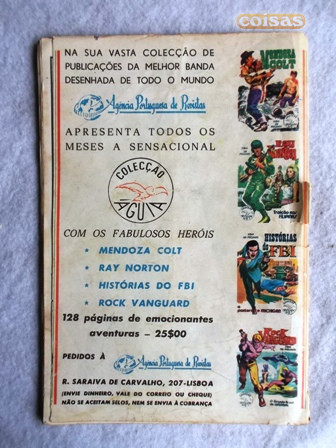 coisas
NA SUA VASTA COLECÇÃO DE
PUBLICAÇÕES DA MELHOR BANDA
DESENHADA DE TODO O MUNDO
Agência Portuguesa de Revistas
APRESENTA TODOS OS
MESES A SENSACIONAL
COLECÇÃO
ÁGUIA
COM OS FABULOSOS HERÓIS
* MENDOZA COLT
* RAY NORTON
* HISTÓRIAS DO FBI
* ROCK VANGUARD
128 páginas de emocionantes
aventuras - 25$00
PEDIDOS À
Agência Portuguesa de Revistas
R. SARAIVA DE CARVALHO, 207-LISBOA
(ENVIE DINHEIRO, VALE DO CORREIO OU CHEQUE)
NÃO SE ACEITAM SELOS, NEM SE ENVIA À COBRANÇA
MENDOZA
COLT
RAY
HISTÓRIAS
FBI
ROCK
VANGUARD